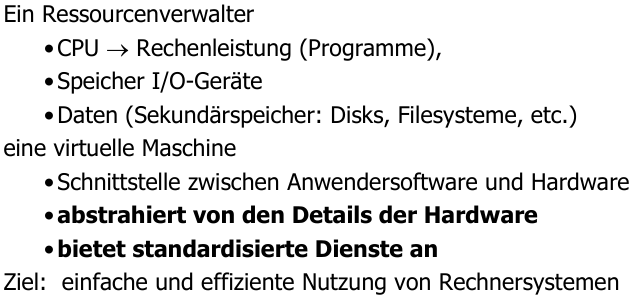 Ein Ressourcenverwalter
•CPU → Rechenleistung (Programme),
•Speicher I/O-Geräte
•Daten (Sekundärspeicher: Disks, Filesysteme, etc.)
eine virtuelle Maschine
•Schnittstelle zwischen Anwendersoftware und Hardware
•abstrahiert von den Details der Hardware
•bietet standardisierte Dienste an
Ziel: einfache und effiziente Nutzung von Rechnersystemen